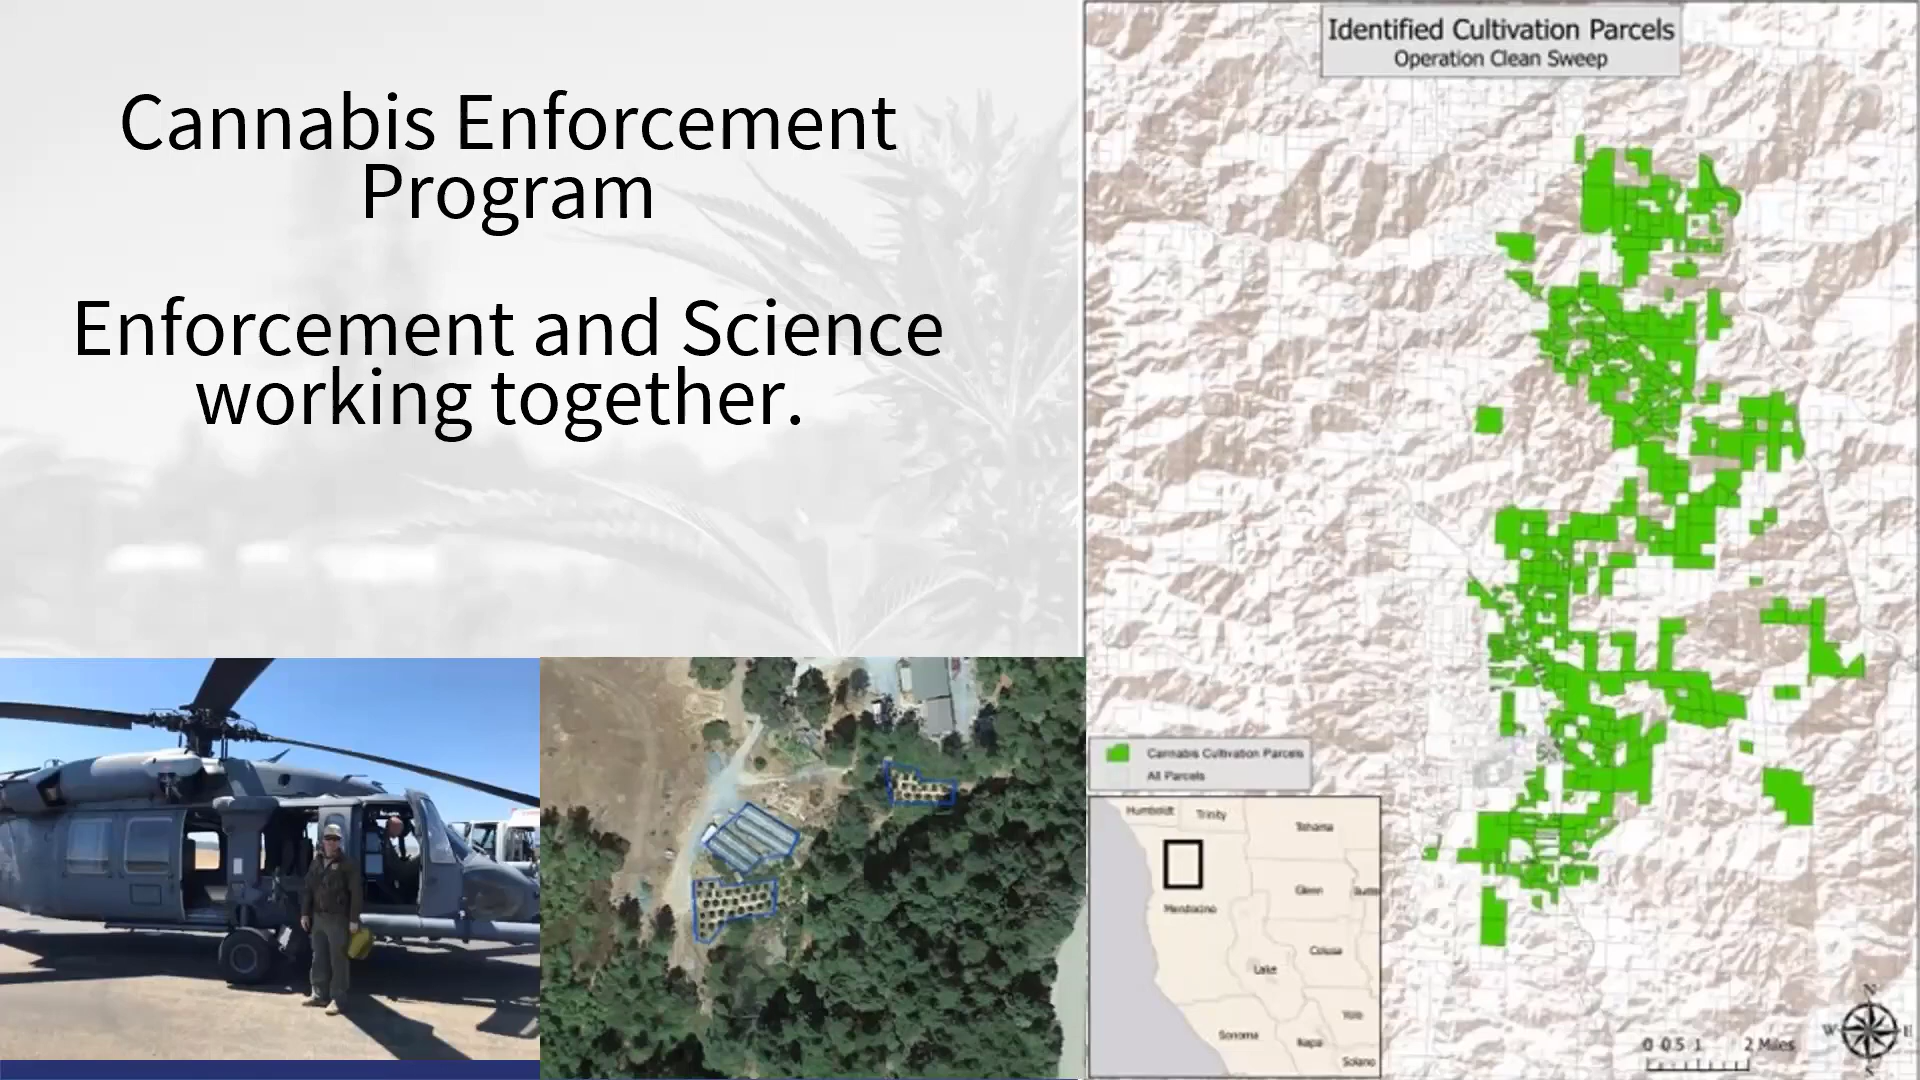 Cannabis Enforcement
Program
Enforcement and Science
working together.
Identified Cultivation Parcels
Operation Clean Sweep
Cannabis Cultivation Parcels
All Parcels
Humboldt
Trinity
Tehama
Glenn
Mendocino
Colusa
Lake
Yolo
Sonoma
Napa
Solano
N
W
E
S
0 0.5 1 2 Miles